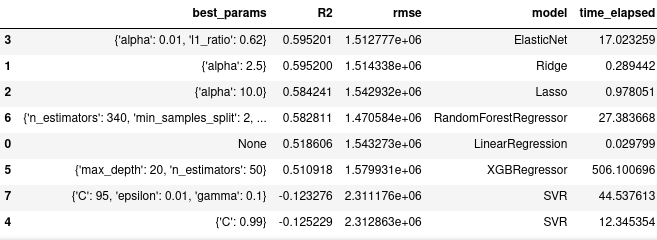 best_params R2 rmse model time_elapsed
3 {'alpha': 0.01, 'l1_ratio': 0.62} 0.595201 1.512777e+06 ElasticNet 17.023259
1 {'alpha': 2.5} 0.595200 1.514338e+06 Ridge 0.289442
2 {'alpha': 10.0} 0.584241 1.542932e+06 Lasso 0.978051
6 {'n_estimators': 340, 'min_samples_split': 2, ... 0.582811 1.470584e+06 RandomForestRegressor 27.383668
0 None 0.518606 1.543273e+06 LinearRegression 0.029799
5 {'max_depth': 20, 'n_estimators': 50} 0.510918 1.579931e+06 XGBRegressor 506.100696
7 {'C': 95, 'epsilon': 0.01, 'gamma': 0.1} -0.123276 2.311176e+06 SVR 44.537613
4 {'C': 0.99} -0.125229 2.312863e+06 SVR 12.345354